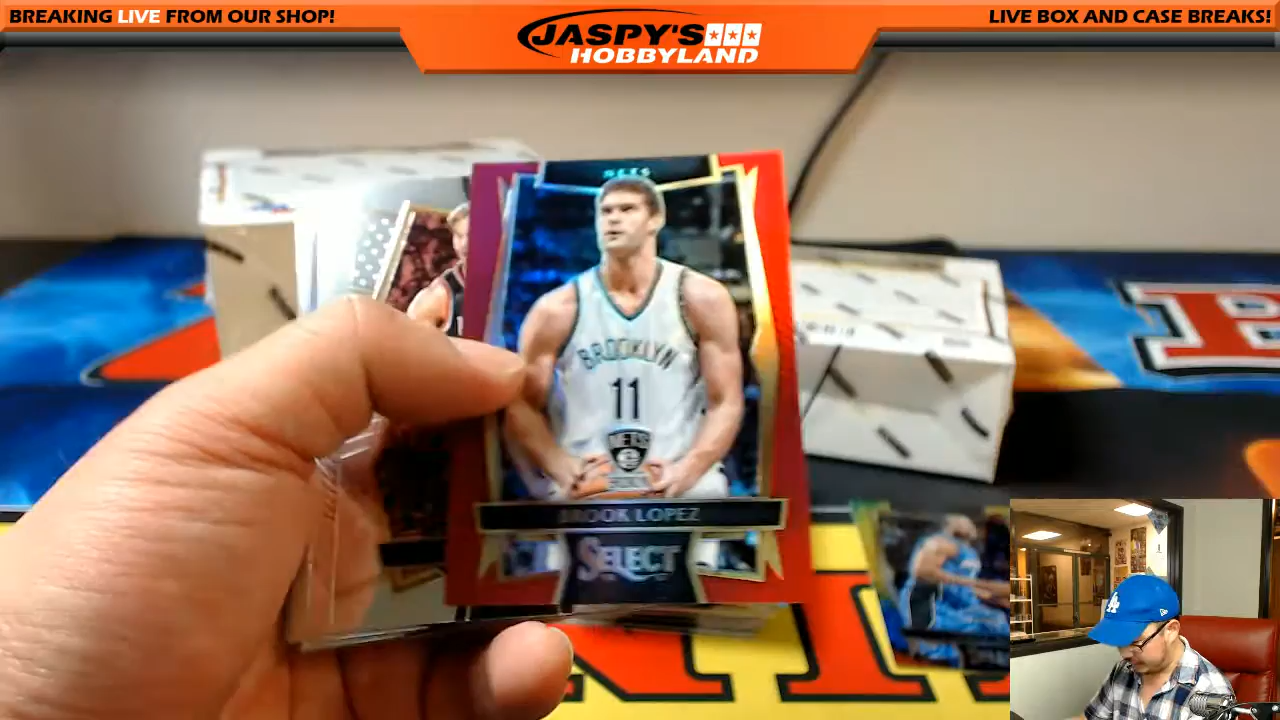 BREAKING LIVE FROM OUR SHOP!
JASPY'S
HOBBYLAND
LIVE BOX AND CASE BREAKS!
NETS
BROOKLYN
11
NETS
BROOK LOPEZ
SELECT